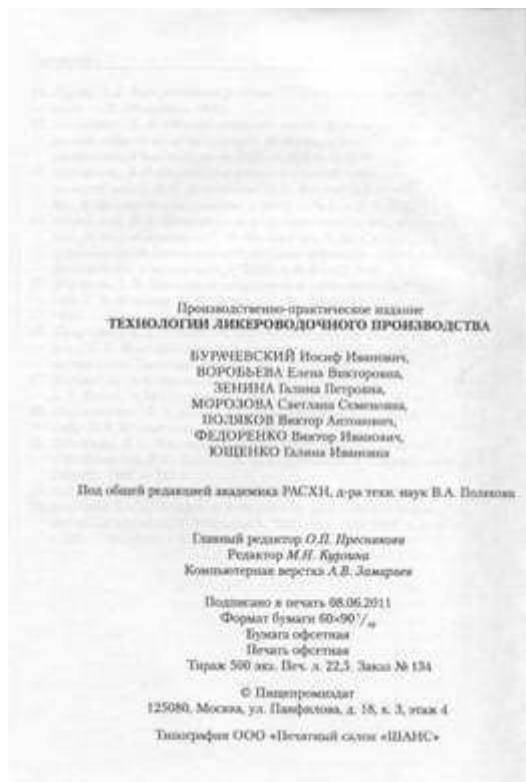 Производственно-практическое издание
ТЕХНОЛОГИИ ЛИКЕРОВОДОЧНОГО ПРОИЗВОДСТВА
БУРАЧЕВСКИЙ Иосиф Иванович,
ВОРОБЬЕВА Елена Викторовна,
ЗЕНИНА Галина Петровна,
МОРОЗОВА Светлана Семеновна,
ПОЛЯКОВ Виктор Антонович,
ФЕДОРЕНКО Виктор Иванович,
ЮЩЕНКО Галина Ивановна
Под общей редакцией академика РАСХН, д-ра техн. наук В.А. Полякова
Главный редактор О.П. Преснякова
Редактор М.Н.
Компьютерная верстка А.В.
Подписано в печать 08.06.2011
Формат бумаги 60×90 1/16
Бумага офсетная
Печать офсетная
Тираж 500 экз. Печ. л. 22,5. Заказ № 134
© Пищепромиздат
125080, Москва, ул. Панфилова, д. 18, к. 3, этаж 4
Типография ООО «Печатный салон «ШАНС»